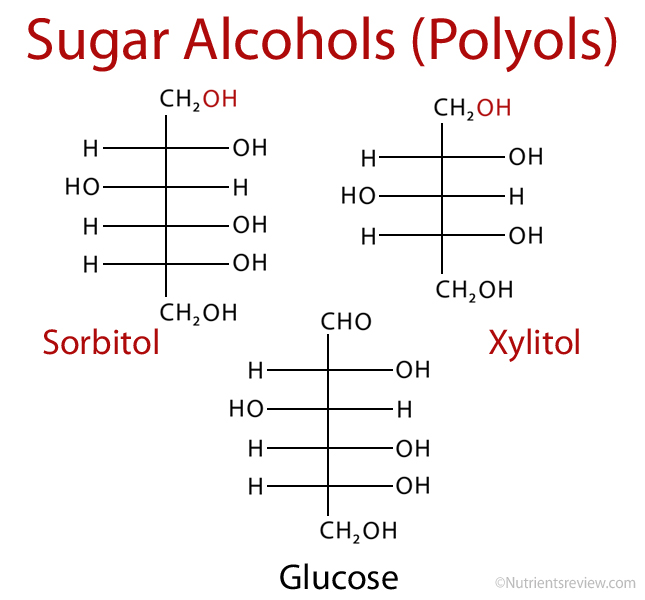 Sugar Alcohols (Polyols)
CH₂OH
H OH
HO H
H OH
H OH
CH₂OH
Sorbitol
CH₂OH
H OH
HO H
H OH
CH₂OH
Xylitol
CHO
H OH
HO H
H OH
H OH
CH₂OH
Glucose
©Nutrientsreview.com